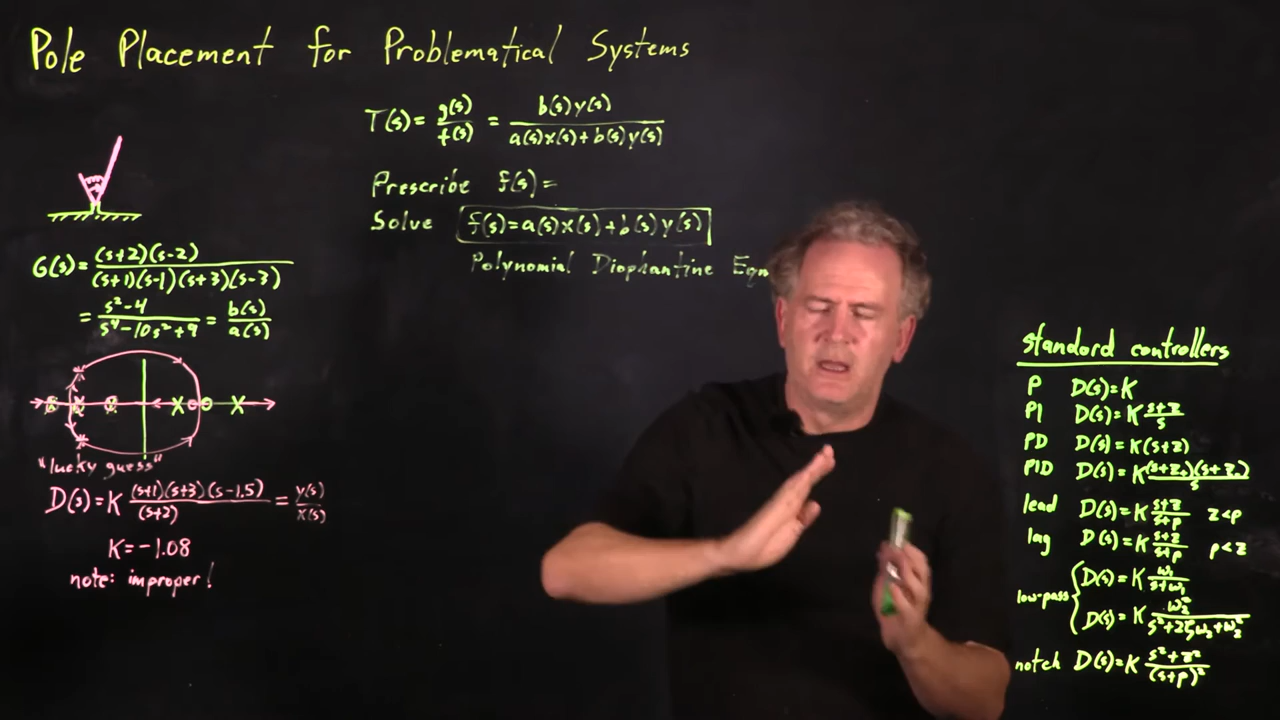 Pole Placement for Problematical Systems
T(s) = g(s)/f(s) = b(s)y(s)/(a(s)x(s)+b(s)y(s))
Prescribe f(s)=
Solve f(s)=a(s)x(s)+b(s)y(s)
Polynomial Diophantine Eqn
G(s)= (s+2)(s-2)/((s+1)(s-1)(s+3)(s-3))
= (s²-4)/(s⁴-10s²+9) = b(s)/a(s)
"lucky guess"
D(s)=K (s+1)(s+3)(s-1.5)/(s+2) = y(s)/x(s)
K=-1.08
note: improper!
standard controllers
P D(s)=K
PI D(s)=K (s+z)/s
PD D(s)=K(s+z)
PID D(s)=K (s+z₁)(s+z₂)/s
lead D(s)=K (s+z)/(s+p) z<p
lag D(s)=K (s+z)/(s+p) p<z
low-pass { D(s)=K ω₁/(s+ω₁)
D(s)=K ω₂²/(s²+2ζω₂+ω₂²)
notch D(s)=K (s²+z²)/(s+p)²